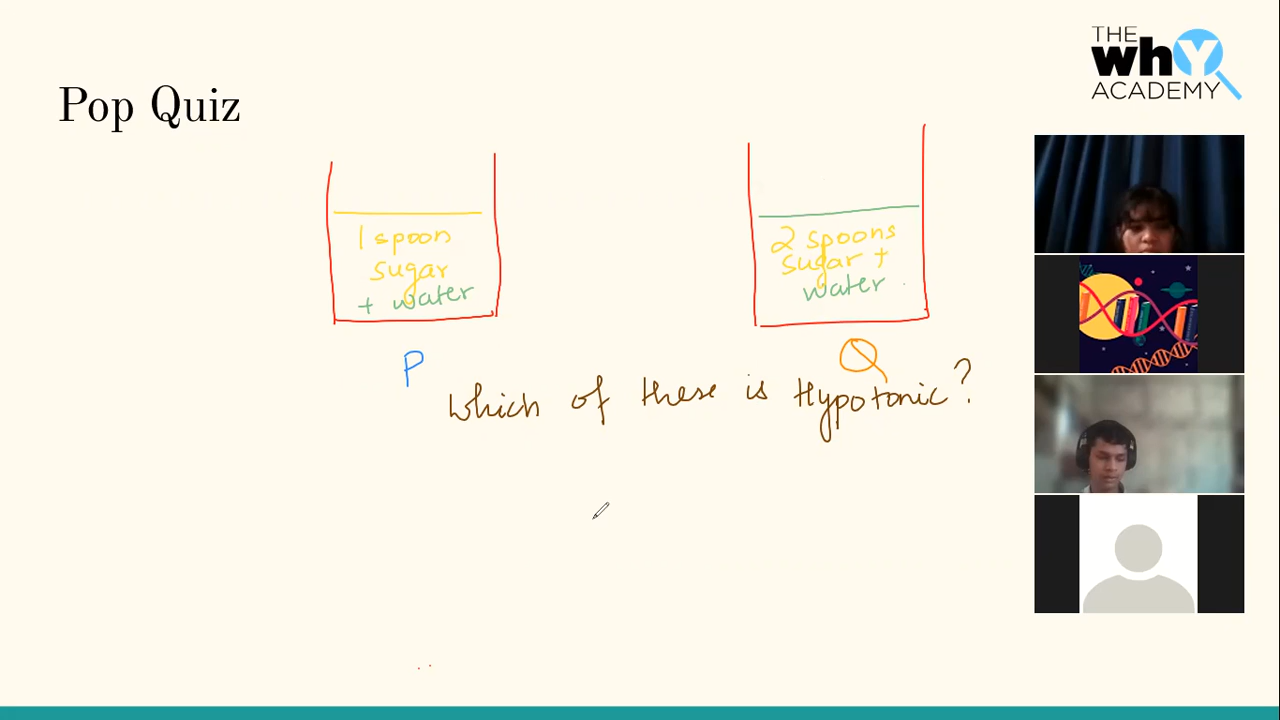 THE
whY
ACADEMY
Pop Quiz
1 spoon
sugar
+ water
2 spoons
sugar +
water
P
Q
Which of these is Hypotonic?